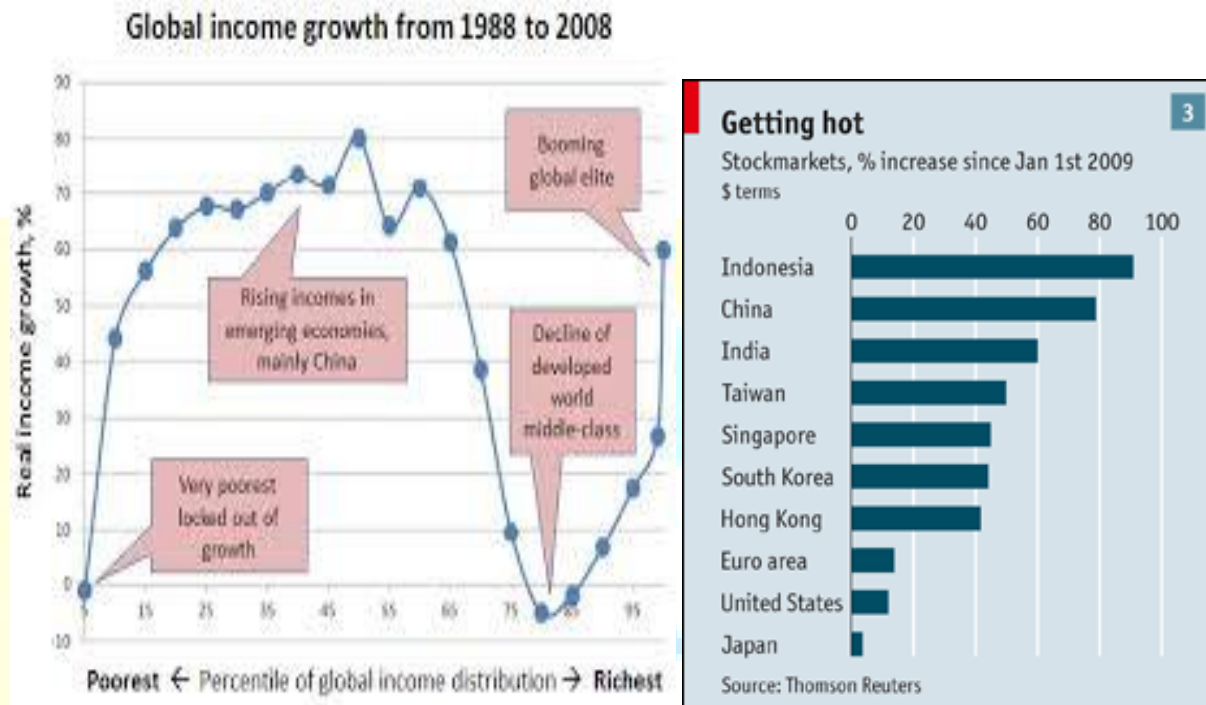 Global income growth from 1988 to 2008
Real income growth, %
90
80
70
60
50
40
30
20
10
0
-10
5
15
25
35
45
55
65
75
85
95
Booming
global elite
Rising incomes in
emerging economies,
mainly China
Decline of
developed
world
middle-class
Very poorest
locked out of
growth
Poorest ← Percentile of global income distribution → Richest
3
Getting hot
Stockmarkets, % increase since Jan 1st 2009
$ terms
0 20 40 60 80 100
Indonesia
China
India
Taiwan
Singapore
South Korea
Hong Kong
Euro area
United States
Japan
Source: Thomson Reuters